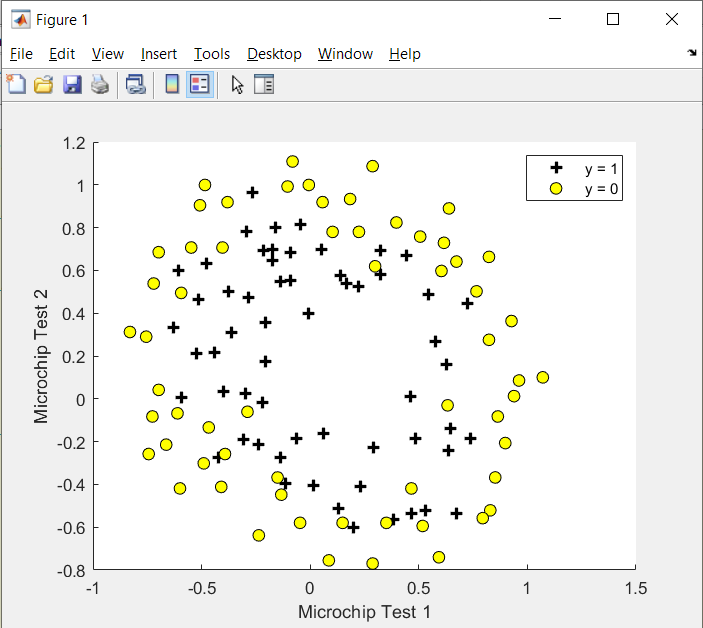 Figure 1
File Edit View Insert Tools Desktop Window Help
1.2
1
0.8
0.6
0.4
0.2
0
-0.2
-0.4
-0.6
-0.8
Microchip Test 2
y = 1
y = 0
-1 -0.5 0 0.5 1 1.5
Microchip Test 1